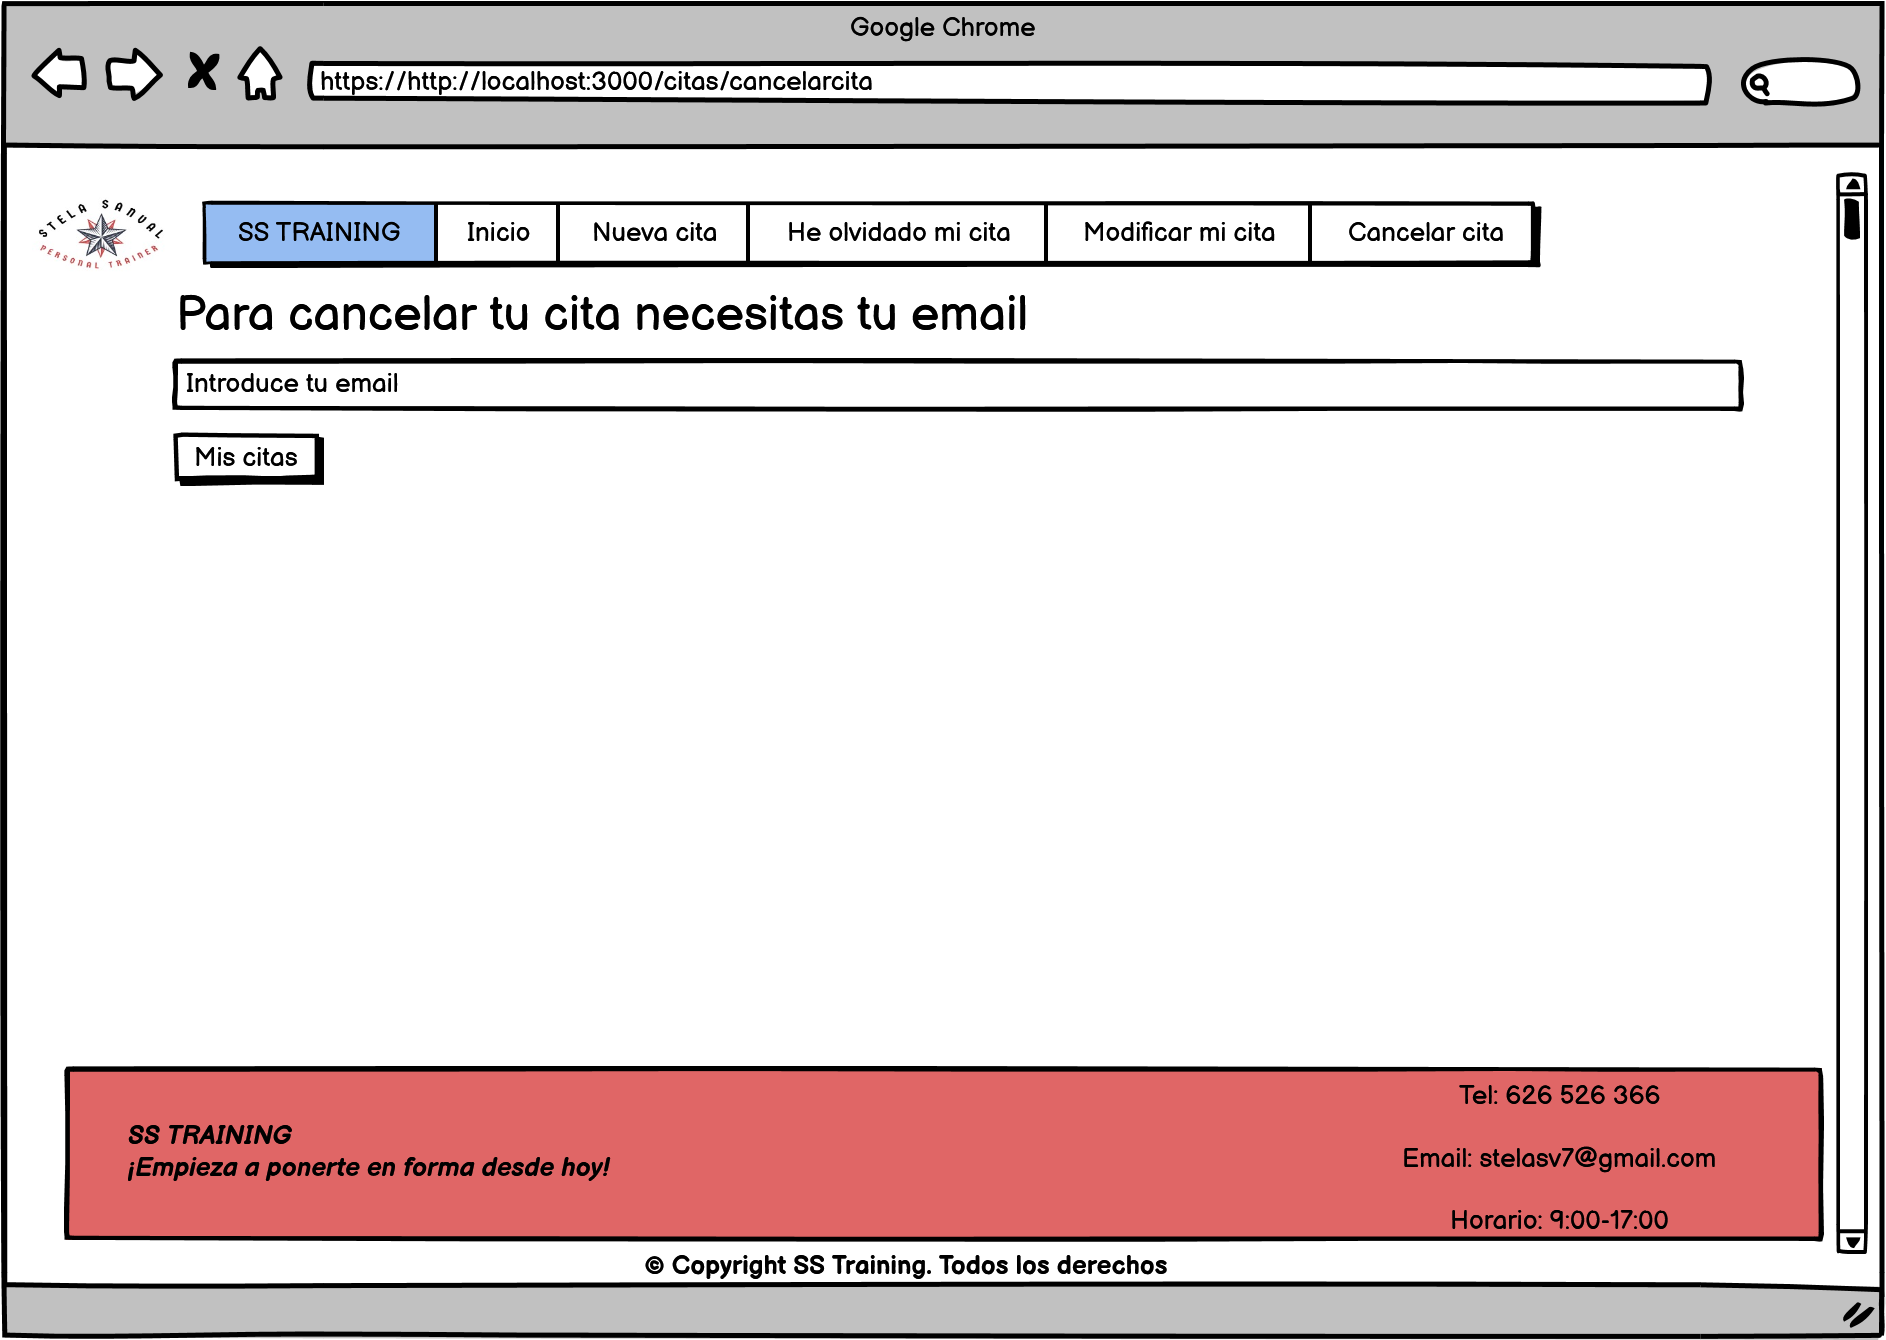 Google Chrome
https://http://localhost:3000/citas/cancelarcita
STELA SANVAL
PERSONAL TRAINER
SS TRAINING Inicio Nueva cita He olvidado mi cita Modificar mi cita Cancelar cita
Para cancelar tu cita necesitas tu email
Introduce tu email
Mis citas
SS TRAINING
¡Empieza a ponerte en forma desde hoy!
Tel: 626 526 366
Email: stelasv7@gmail.com
Horario: 9:00-17:00
© Copyright SS Training. Todos los derechos